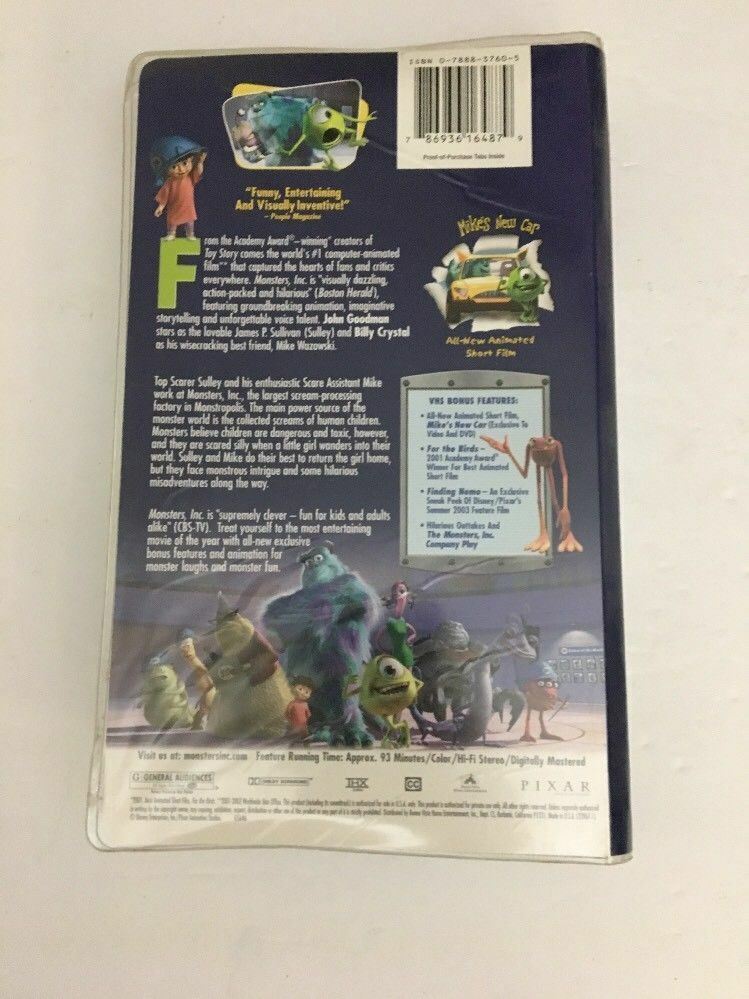 ISBN 0-7888-3760-5
7 86936 16487 9
Proof-of-Purchase Tabs Inside
"Funny, Entertaining
And Visually Inventive!"
– People Magazine
From the Academy Award®-winning creators of
Toy Story comes the world's #1 computer-animated
film** that captured the hearts of fans and critics
everywhere. Monsters, Inc. is "visually dazzling,
action-packed and hilarious" (Boston Herald),
featuring groundbreaking animation, imaginative
storytelling and unforgettable voice talent. John Goodman
stars as the lovable James P. Sullivan (Sulley) and Billy Crystal
as his wisecracking best friend, Mike Wazowski.
Mike's New Car
All-New Animated
Short Film
Top Scarer Sulley and his enthusiastic Scare Assistant Mike
work at Monsters, Inc., the largest scream-processing
factory in Monstropolis. The main power source of the
monster world is the collected screams of human children.
Monsters believe children are dangerous and toxic, however,
and they are scared silly when a little girl wanders into their
world. Sulley and Mike do their best to return the girl home,
but they face monstrous intrigue and some hilarious
misadventures along the way.
Monsters, Inc. is "supremely clever – fun for kids and adults
alike" (CBS-TV). Treat yourself to the most entertaining
movie of the year with all-new exclusive
bonus features and animation for
monster laughs and monster fun.
VHS BONUS FEATURES:
• All-New Animated Short Film,
Mike's New Car (Exclusive To
Video And DVD)
• For the Birds –
2001 Academy Award®
Winner For Best Animated
Short Film
• Finding Nemo – An Exclusive
Sneak Peek Of Disney/Pixar's
Summer 2003 Feature Film
• Hilarious Outtakes And
The Monsters, Inc.
Company Play
Visit us at: monstersinc.com Feature Running Time: Approx. 93 Minutes/Color/Hi-Fi Stereo/Digitally Mastered
G GENERAL AUDIENCES
DOLBY SURROUND
THX
CC
PIXAR